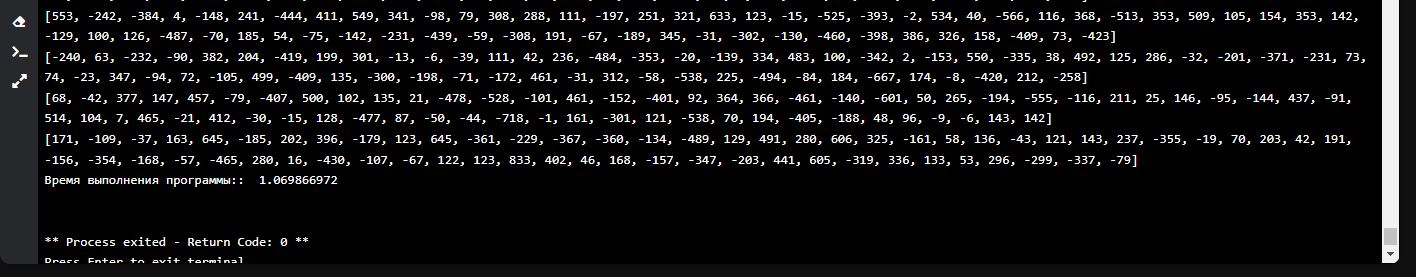 [553, -242, -384, 4, -148, 241, -444, 411, 549, 341, -98, 79, 308, 288, 111, -197, 251, 321, 633, 123, -15, -525, -393, -2, 534, 40, -566, 116, 368, -513, 353, 509, 105, 154, 353, 142,
-129, 100, 126, -487, -70, 185, 54, -75, -142, -231, -439, -59, -308, 191, -67, -189, 345, -31, -302, -130, -460, -398, 386, 326, 158, -409, 73, -423]
[-240, 63, -232, -90, 382, 204, -419, 199, 301, -13, -6, -39, 111, 42, 236, -484, -353, -20, -139, 334, 483, 100, -342, 2, -153, 550, -335, 38, 492, 125, 286, -32, -201, -371, -231, 73,
74, -23, 347, -94, 72, -105, 499, -409, 135, -300, -198, -71, -172, 461, -31, 312, -58, -538, 225, -494, -84, 184, -667, 174, -8, -420, 212, -258]
[68, -42, 377, 147, 457, -79, -407, 500, 102, 135, 21, -478, -528, -101, 461, -152, -401, 92, 364, 366, -461, -140, -601, 50, 265, -194, -555, -116, 211, 25, 146, -95, -144, 437, -91,
514, 104, 7, 465, -21, 412, -30, -15, 128, -477, 87, -50, -44, -718, -1, 161, -301, 121, -538, 70, 194, -405, -188, 48, 96, -9, -6, 143, 142]
[171, -109, -37, 163, 645, -185, 202, 396, -179, 123, 645, -361, -229, -367, -360, -134, -489, 129, 491, 280, 606, 325, -161, 58, 136, -43, 121, 143, 237, -355, -19, 70, 203, 42, 191,
-156, -354, -168, -57, -465, 280, 16, -430, -107, -67, 122, 123, 833, 402, 46, 168, -157, -347, -203, 441, 605, -319, 336, 133, 53, 296, -299, -337, -79]
Время выполнения программы::  1.069866972
** Process exited - Return Code: 0 **
Press Enter to exit terminal